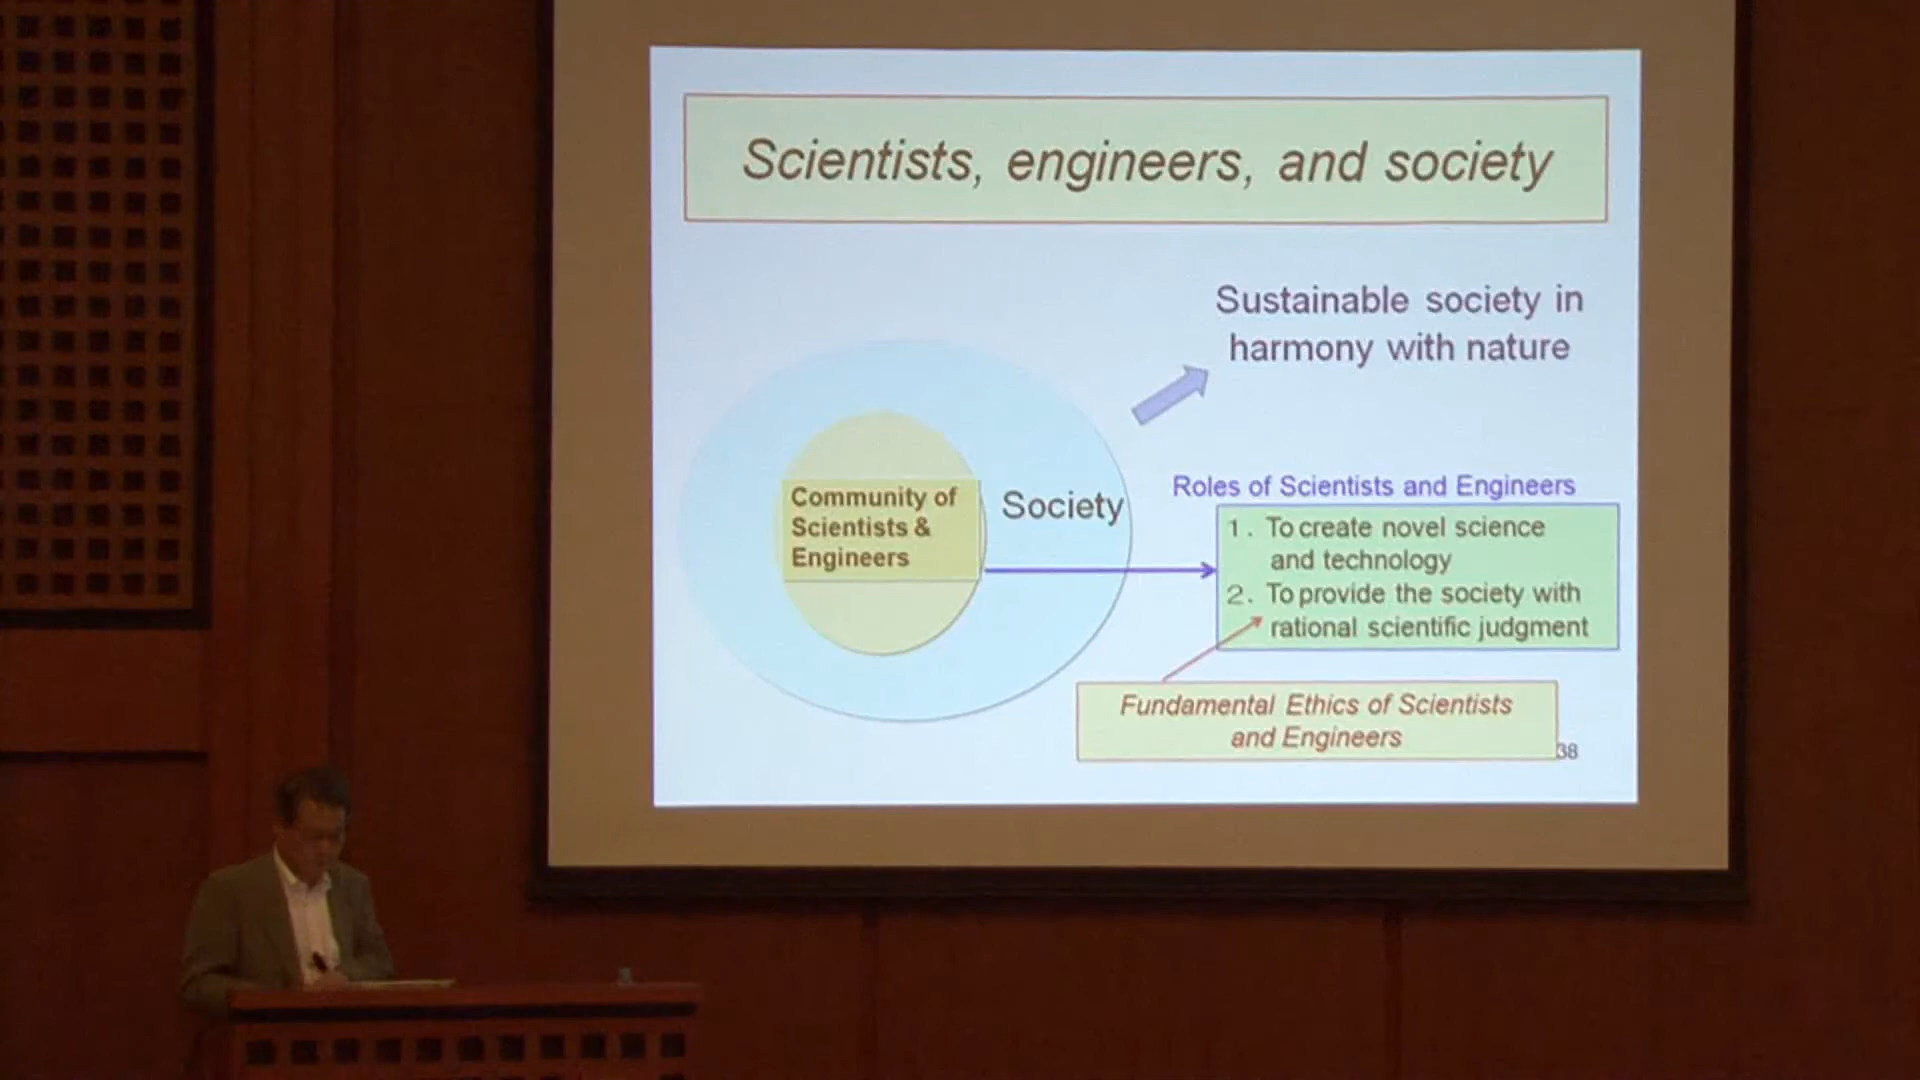 Scientists, engineers, and society
Sustainable society in
harmony with nature
Community of
Scientists &
Engineers
Society
Roles of Scientists and Engineers
1. To create novel science
and technology
2. To provide the society with
rational scientific judgment
Fundamental Ethics of Scientists
and Engineers
38